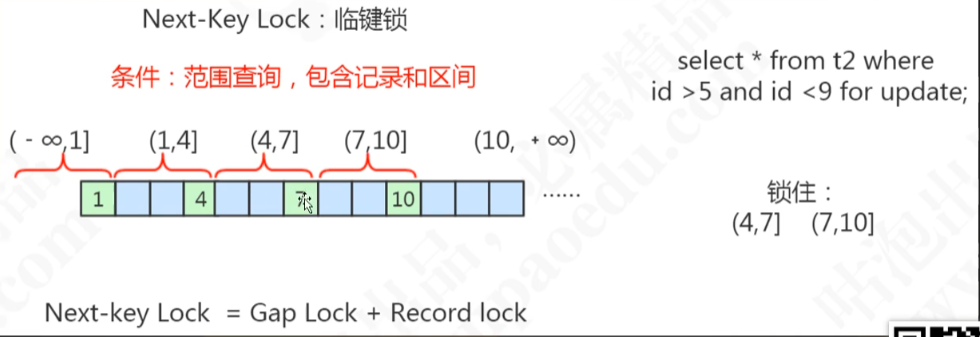 Next-Key Lock：临键锁
条件：范围查询，包含记录和区间
select * from t2 where
id >5 and id <9 for update;
(- ∞,1] (1,4] (4,7] (7,10] (10, + ∞)
1 4 7 10 ······
锁住：
(4,7] (7,10]
Next-key Lock = Gap Lock + Record lock